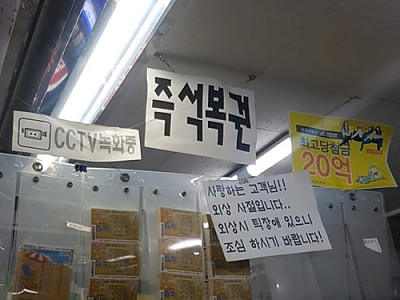 CCTV녹화중
즉석복권
최고당첨금
20억
사랑하는 고객님!!
외상 사절입니다..
외상시 퇴장에 있으니
조심 하시기 바랍니다!